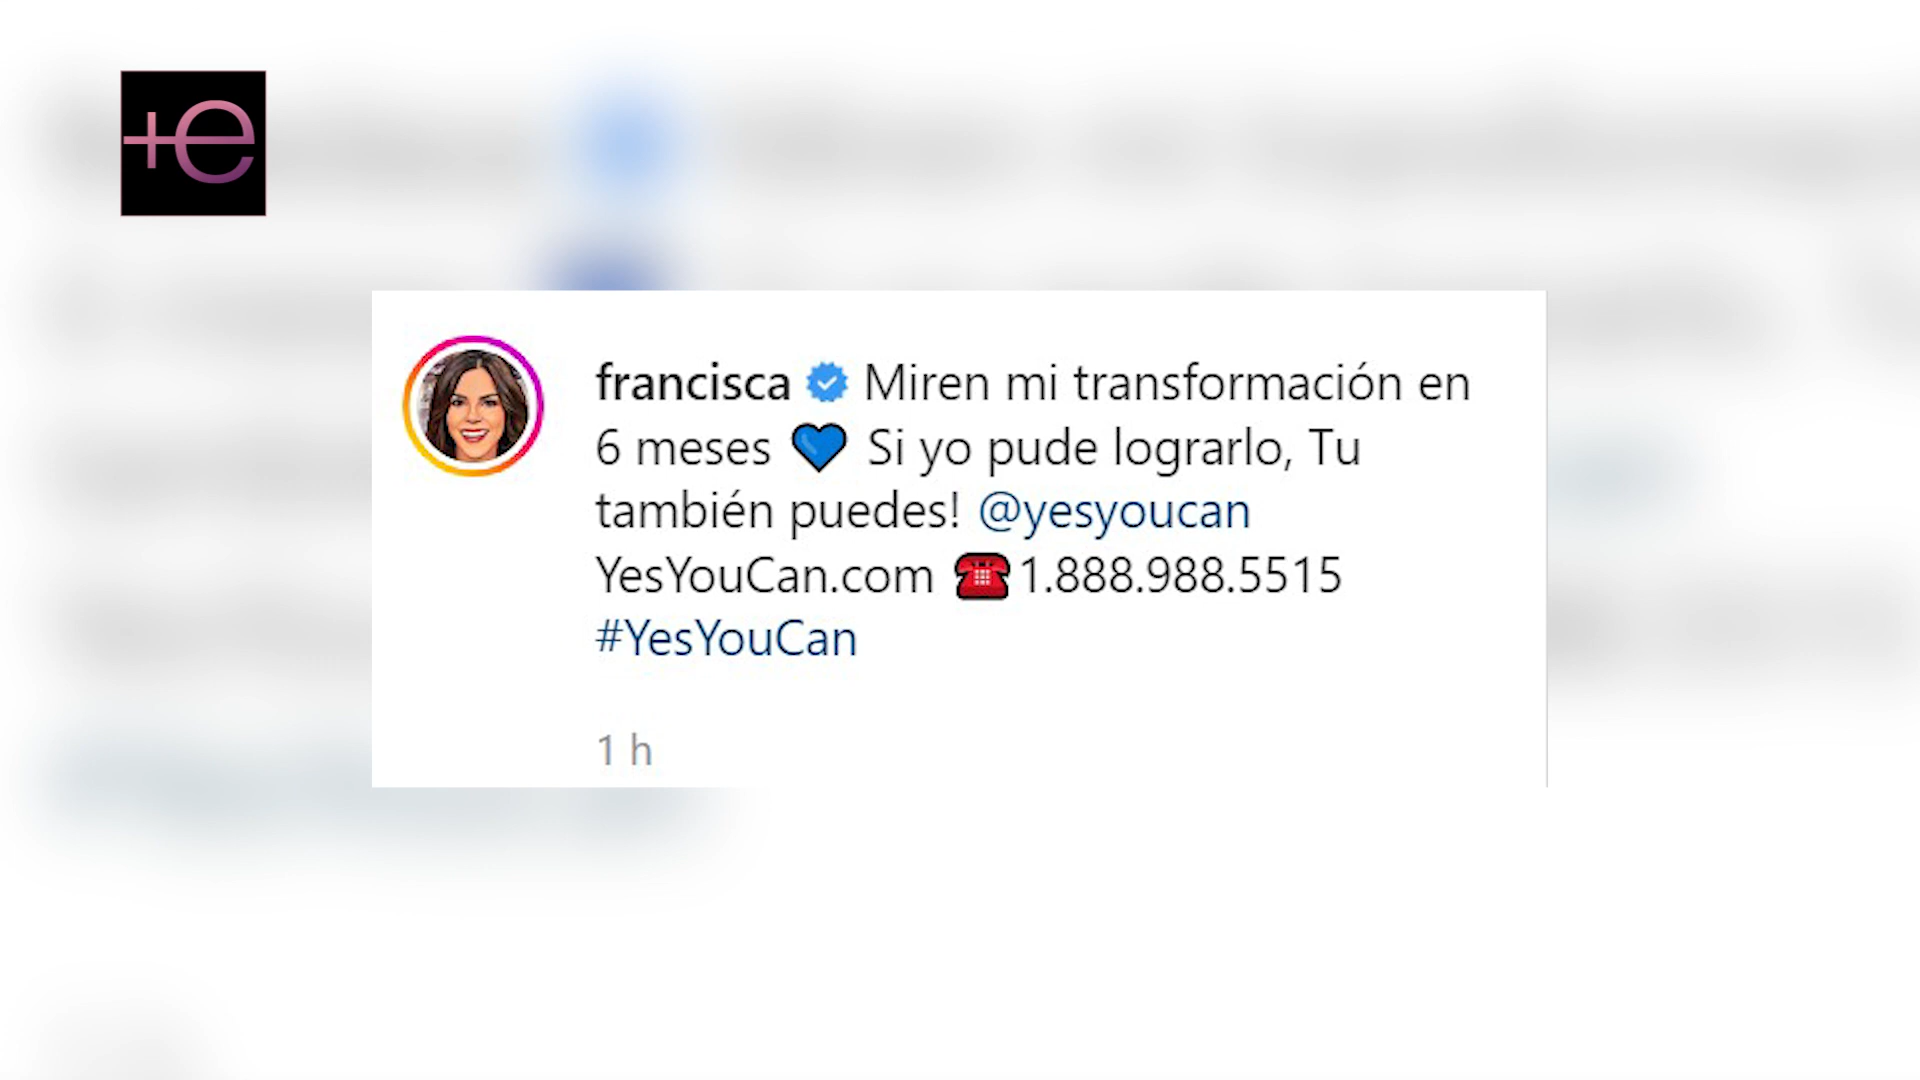 +e
francisca Miren mi transformación en
6 meses 💙 Si yo pude lograrlo, Tu
también puedes! @yesyoucan
YesYouCan.com ☎️1.888.988.5515
#YesYouCan
1 h